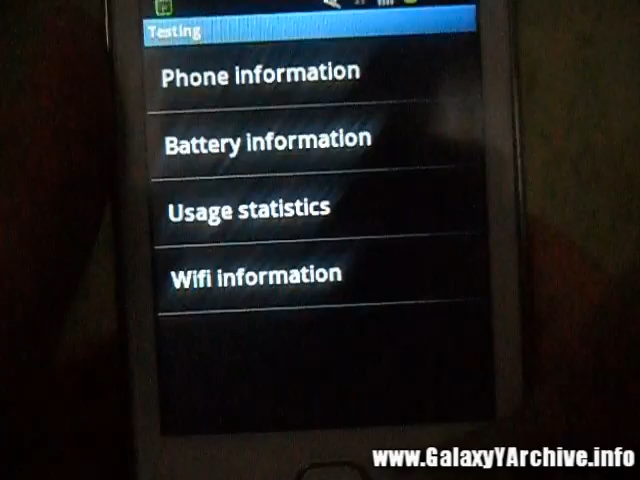 Testing
Phone information
Battery information
Usage statistics
Wifi information
www.GalaxyYArchive.info